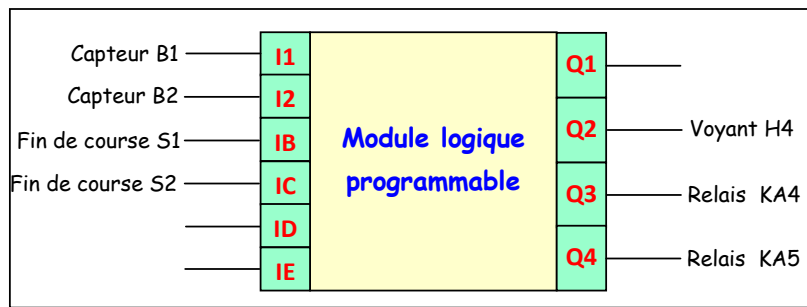 Capteur B1
I1
Q1
Capteur B2
I2
Q2
Voyant H4
Fin de course S1
IB
Module logique
programmable
Fin de course S2
IC
Q3
Relais KA4
ID
Q4
Relais KA5
IE